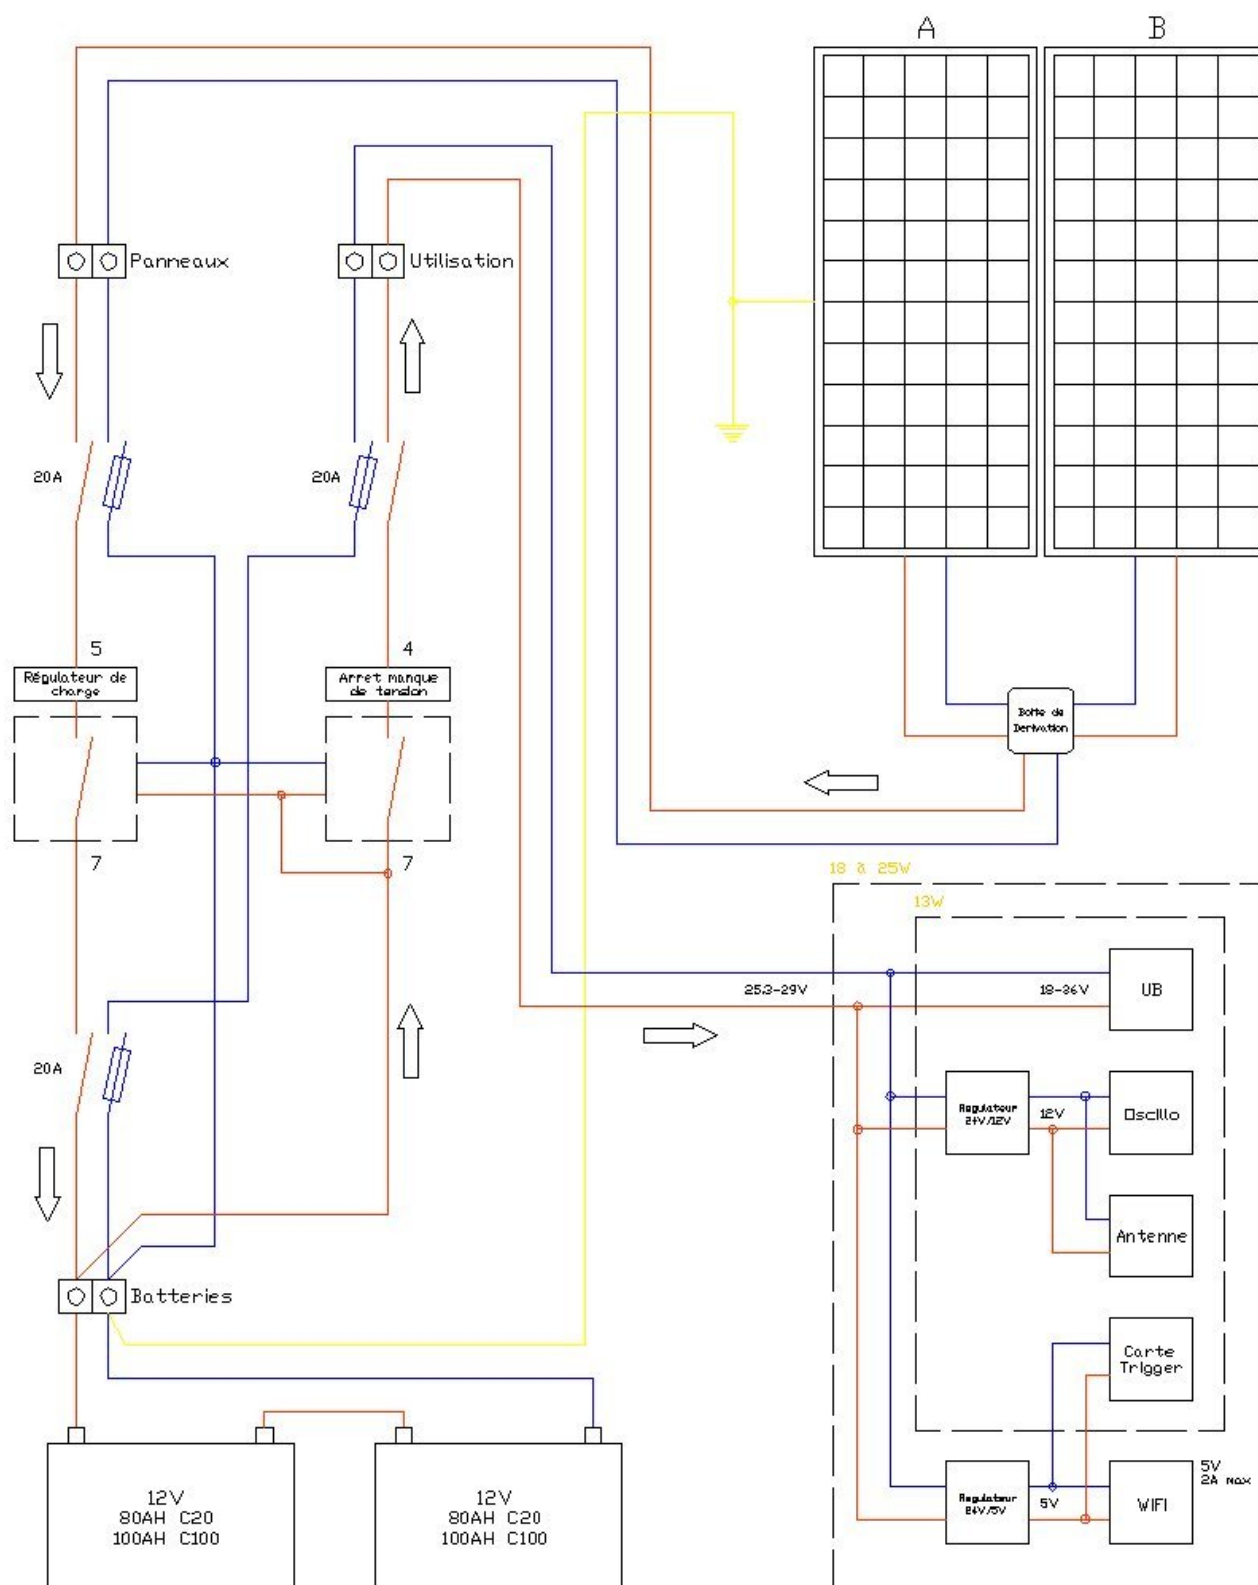 A
B
Panneaux
Utilisation
20A
20A
5
4
Régulateur de
charge
Arret manque
de tension
Boite de
Derivation
7
7
18 à 25W
13W
25.3-29V
18-36V
UB
20A
Regulateur
24V/12V
12V
Oscillo
Antenne
Batteries
Carte
Trigger
12V
80AH C20
100AH C100
12V
80AH C20
100AH C100
Regulateur
24V/5V
5V
WIFI
5V
2A max